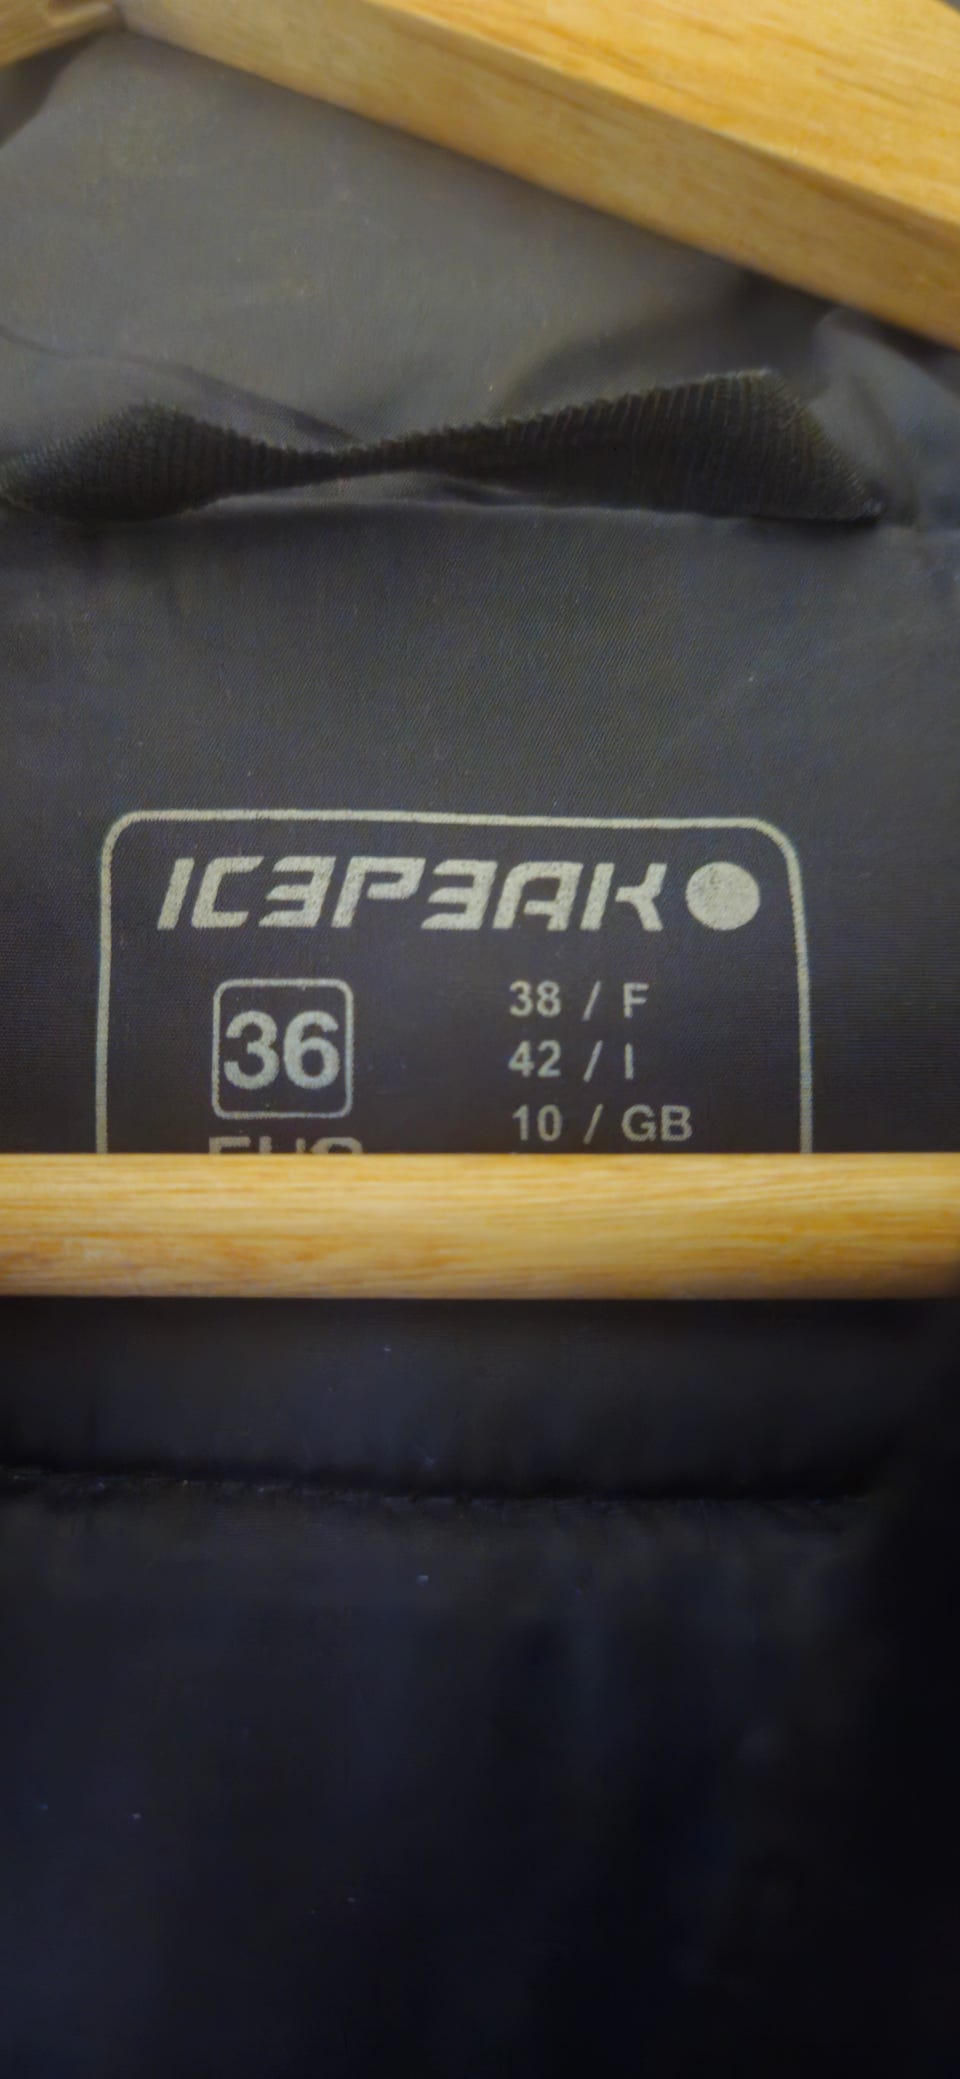 ICEPEAK
36
38 / F
42 / I
10 / GB